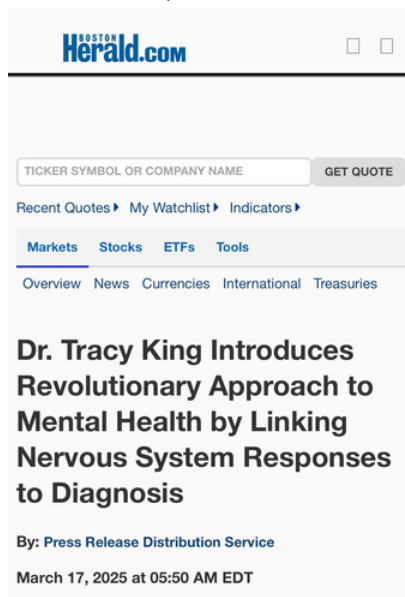 BOSTON
Herald.com
TICKER SYMBOL OR COMPANY NAME GET QUOTE
Recent Quotes My Watchlist Indicators
Markets Stocks ETFs Tools
Overview News Currencies International Treasuries
Dr. Tracy King Introduces
Revolutionary Approach to
Mental Health by Linking
Nervous System Responses
to Diagnosis
By: Press Release Distribution Service
March 17, 2025 at 05:50 AM EDT